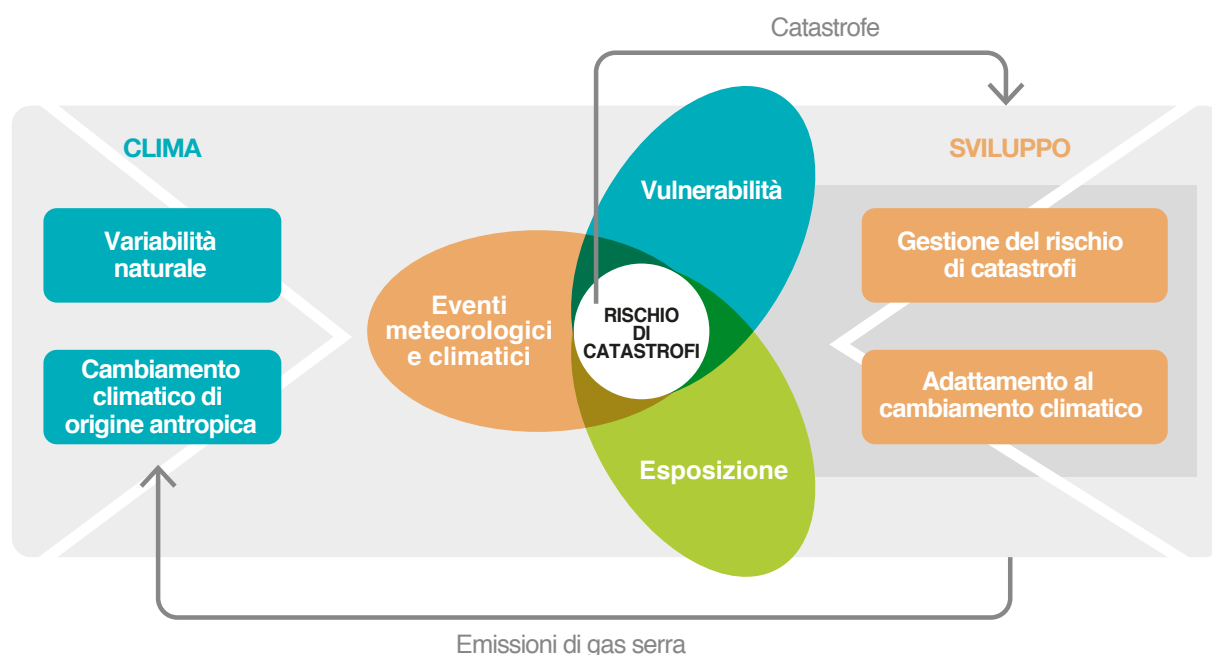 Catastrofe
CLIMA
SVILUPPO
Variabilità
naturale
Cambiamento
climatico di
origine antropica
Eventi
meteorologici
e climatici
Vulnerabilità
RISCHIO
DI
CATASTROFI
Esposizione
Gestione del rischio
di catastrofi
Adattamento al
cambiamento climatico
Emissioni di gas serra